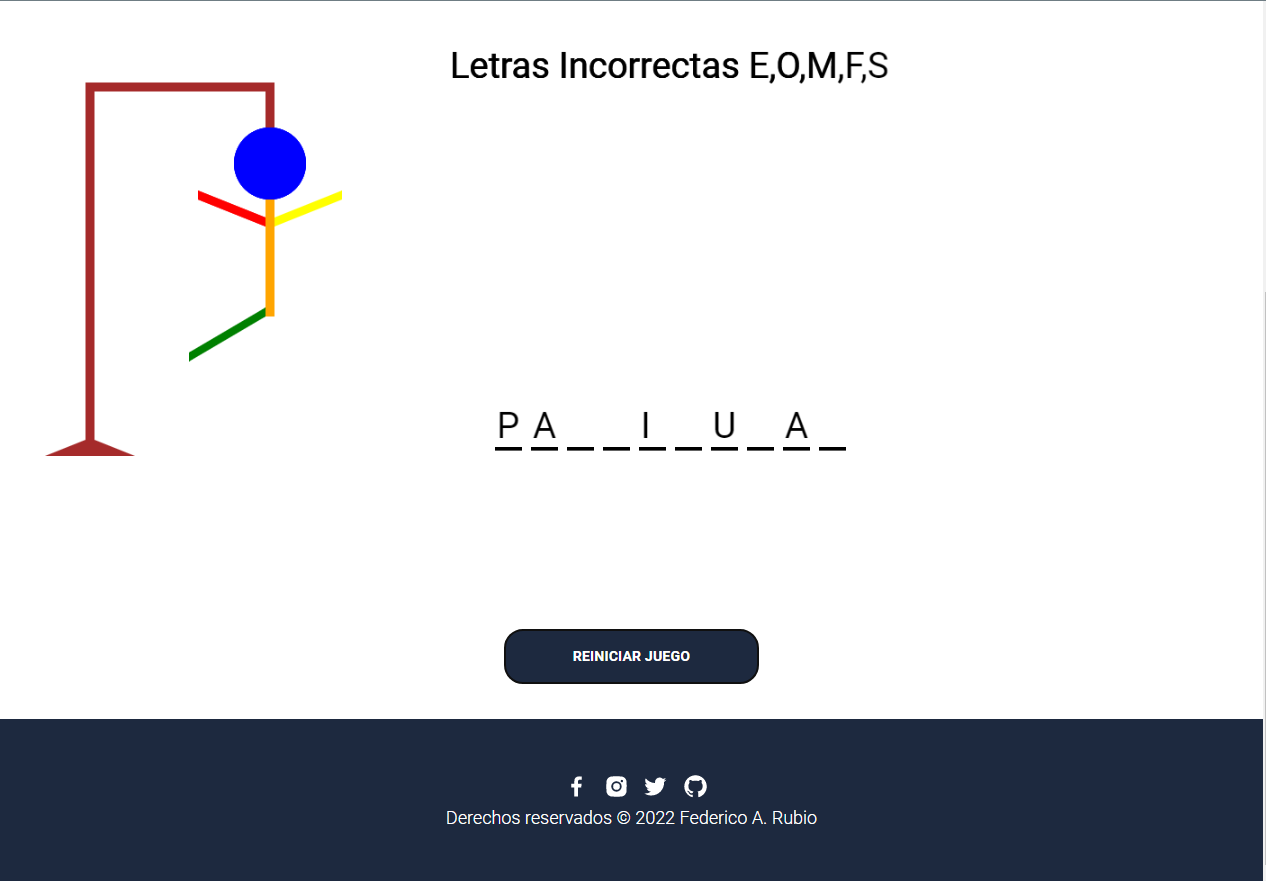 Letras Incorrectas E,O,M,F,S
P A _ _ I _ U _ A _
REINICIAR JUEGO
Derechos reservados © 2022 Federico A. Rubio